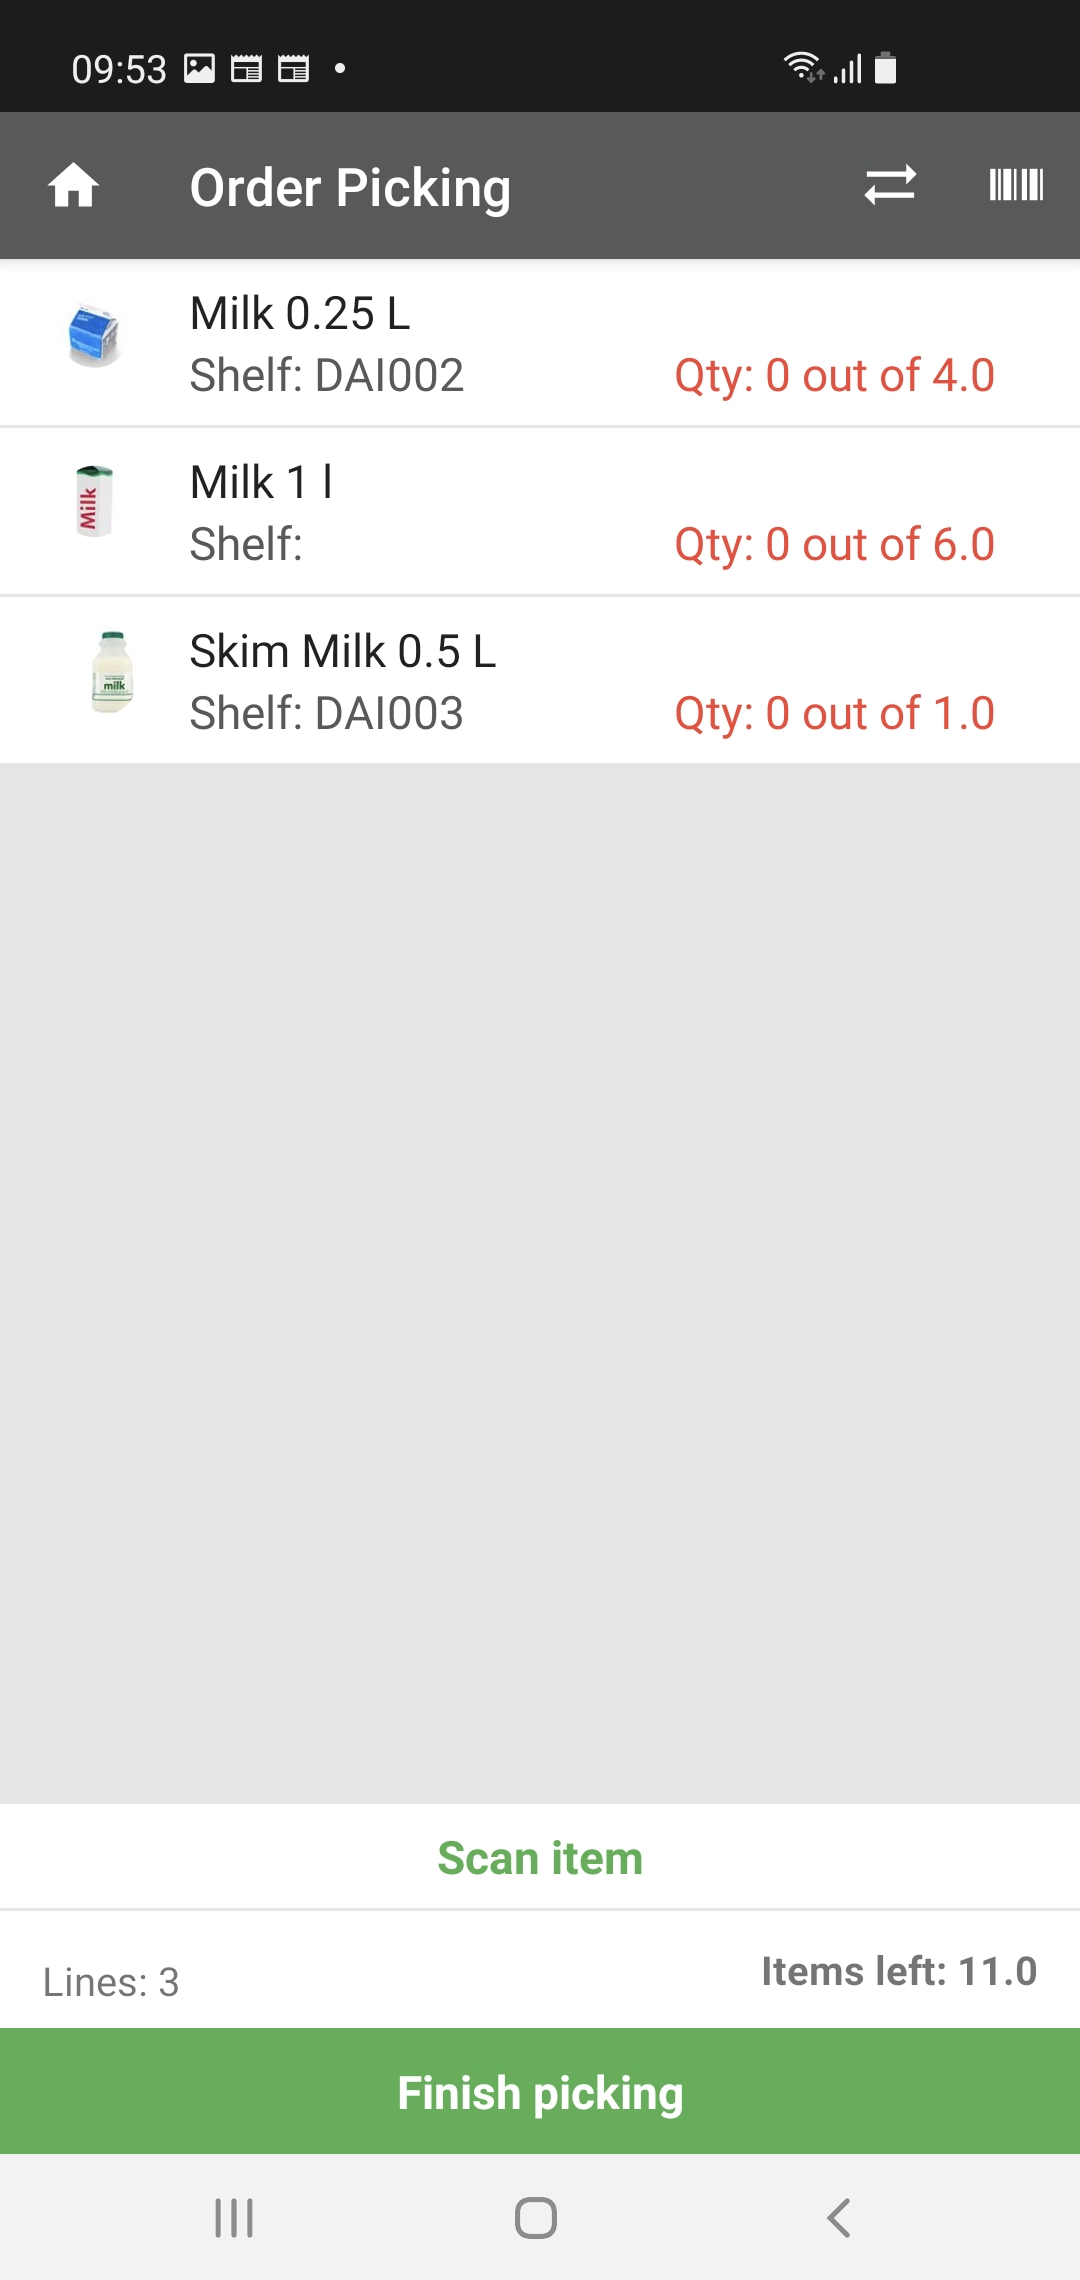 09:53
Order Picking
Milk 0.25 L
Shelf: DAI002 Qty: 0 out of 4.0
Milk
Milk 1 l
Shelf: Qty: 0 out of 6.0
milk
Skim Milk 0.5 L
Shelf: DAI003 Qty: 0 out of 1.0
Scan item
Lines: 3 Items left: 11.0
Finish picking